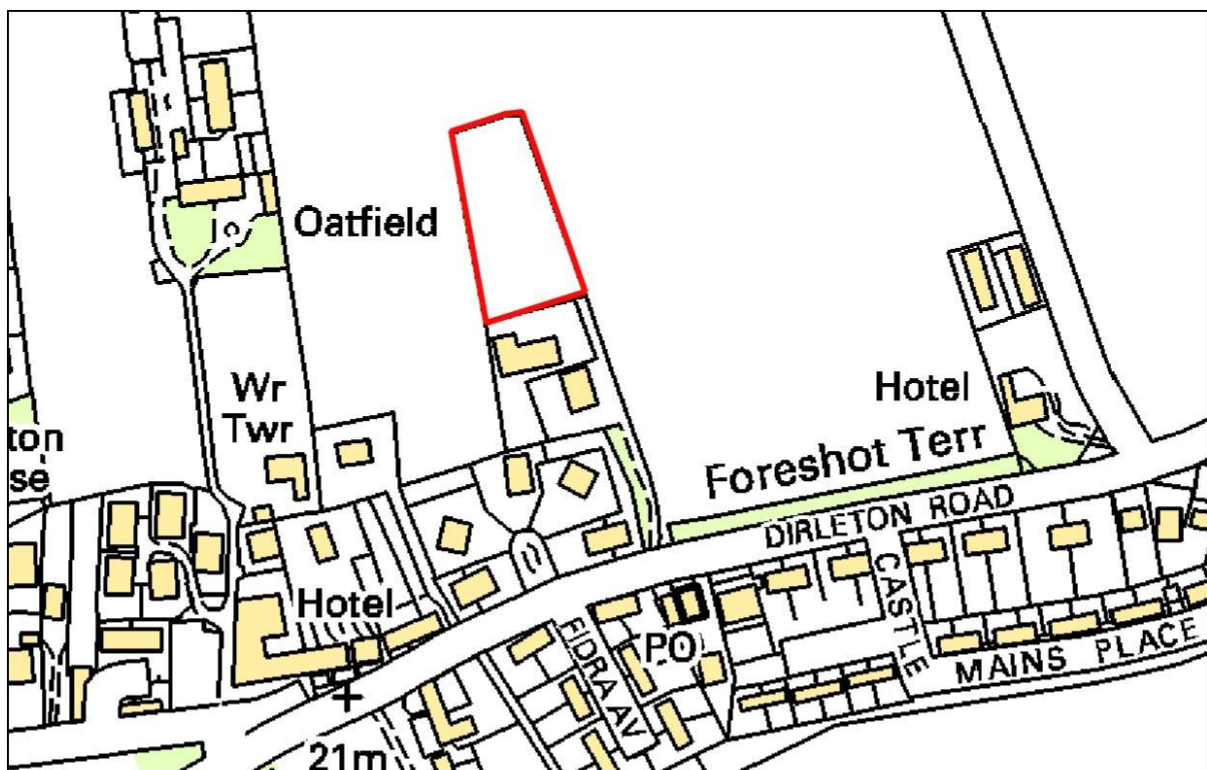 Oatfield
Wr
Twr
Hotel
ton
se
Foreshot Terr
DIRLETON ROAD
Hotel
CASTLE
MAINS PLACE
FIDRA AV
PO
21m